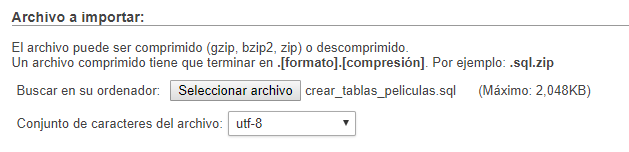 Archivo a importar:
El archivo puede ser comprimido (gzip, bzip2, zip) o descomprimido.
Un archivo comprimido tiene que terminar en .[formato].[compresión]. Por ejemplo: .sql.zip
Buscar en su ordenador: Seleccionar archivo crear_tablas_peliculas.sql (Máximo: 2,048KB)
Conjunto de caracteres del archivo: utf-8